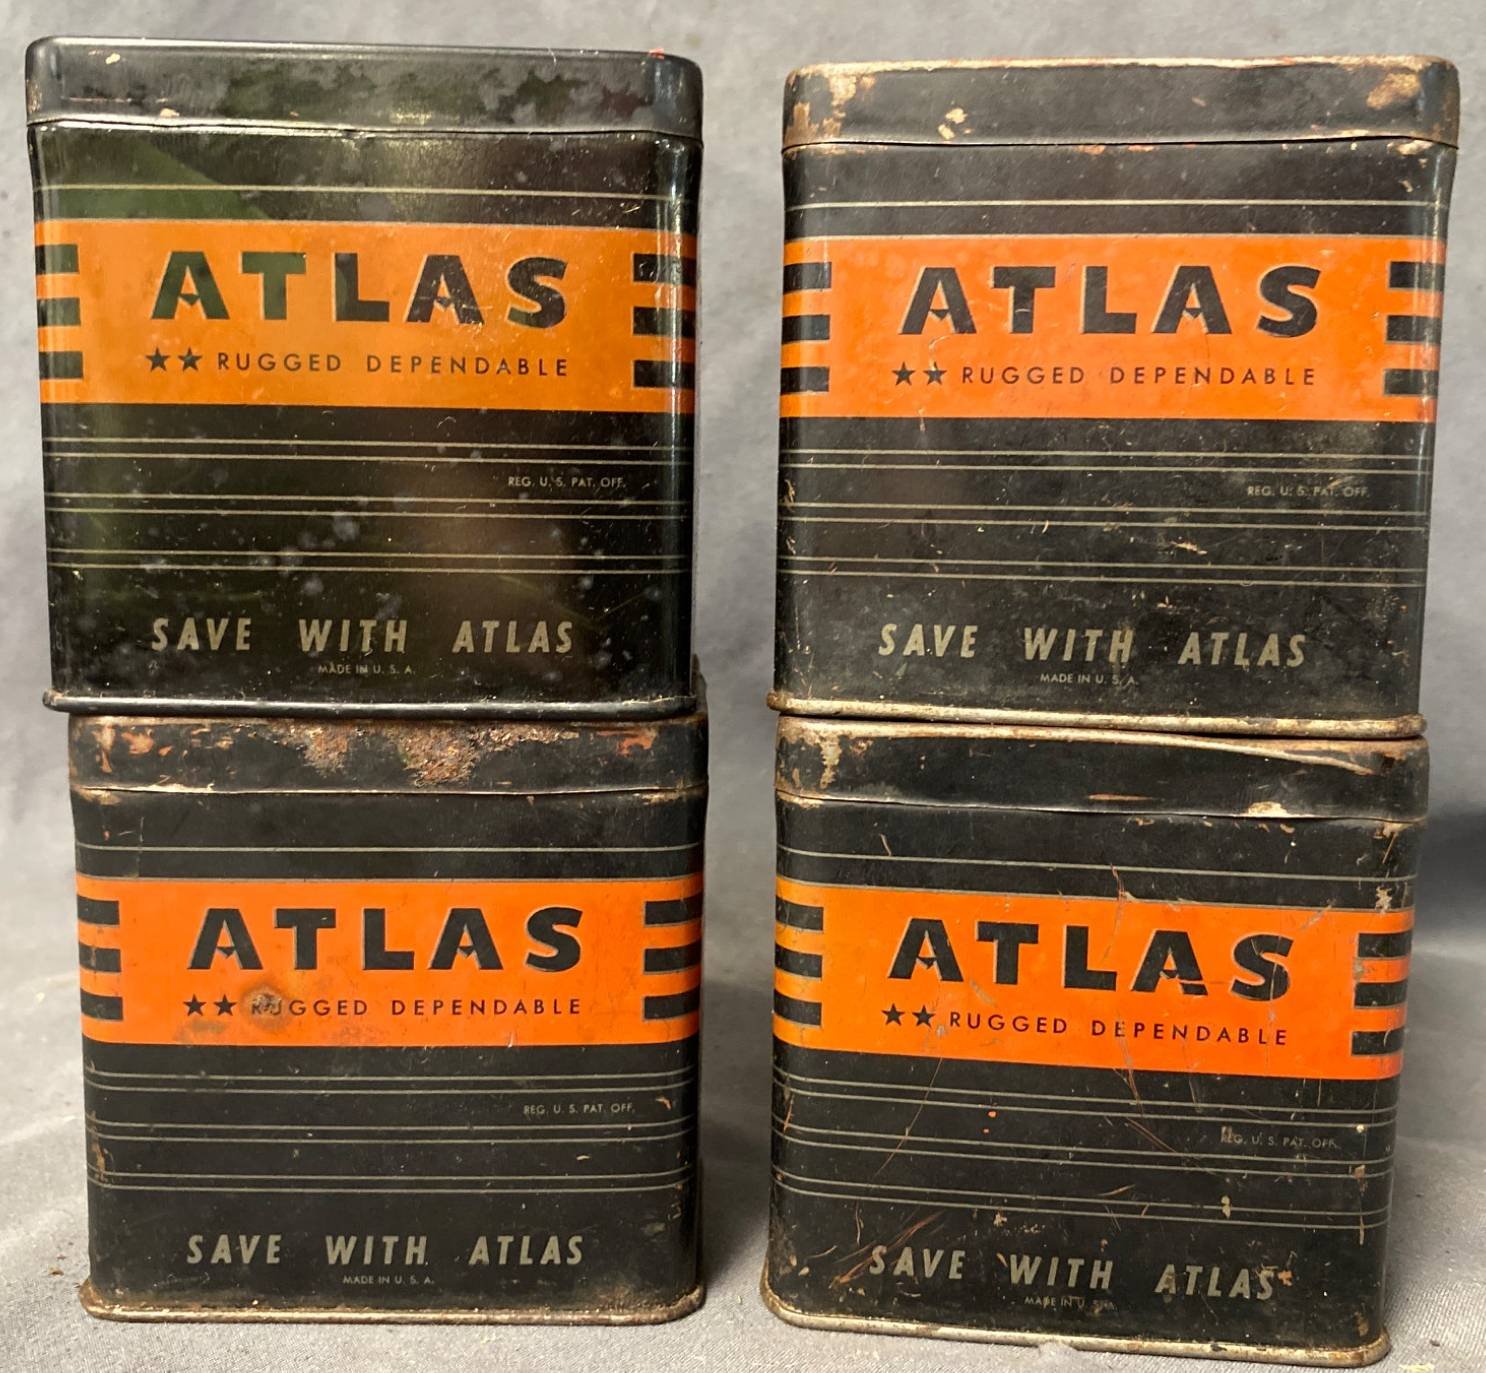 ATLAS
★★ RUGGED DEPENDABLE
REG. U. S. PAT. OFF.
SAVE WITH ATLAS
MADE IN U. S. A.
ATLAS
★★ RUGGED DEPENDABLE
REG. U. S. PAT. OFF.
SAVE WITH ATLAS
MADE IN U. S. A.
ATLAS
★★ RUGGED DEPENDABLE
REG. U. S. PAT. OFF.
SAVE WITH ATLAS
MADE IN U. S. A.
ATLAS
★★ RUGGED DEPENDABLE
REG. U. S. PAT. OFF.
SAVE WITH ATLAS
MADE IN U. S. A.